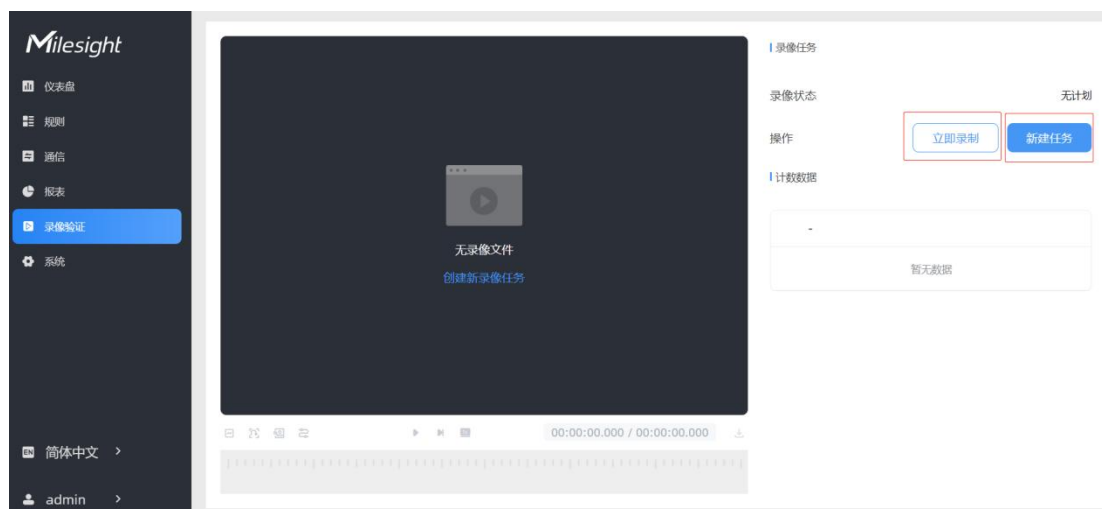 Milesight
仪表盘
规则
通信
报表
录像验证
系统
EN 简体中文 >
admin >
无录像文件
创建新录像任务
00:00:00.000 / 00:00:00.000
录像任务
录像状态 无计划
操作 立即录制 新建任务
计数数据
-
暂无数据